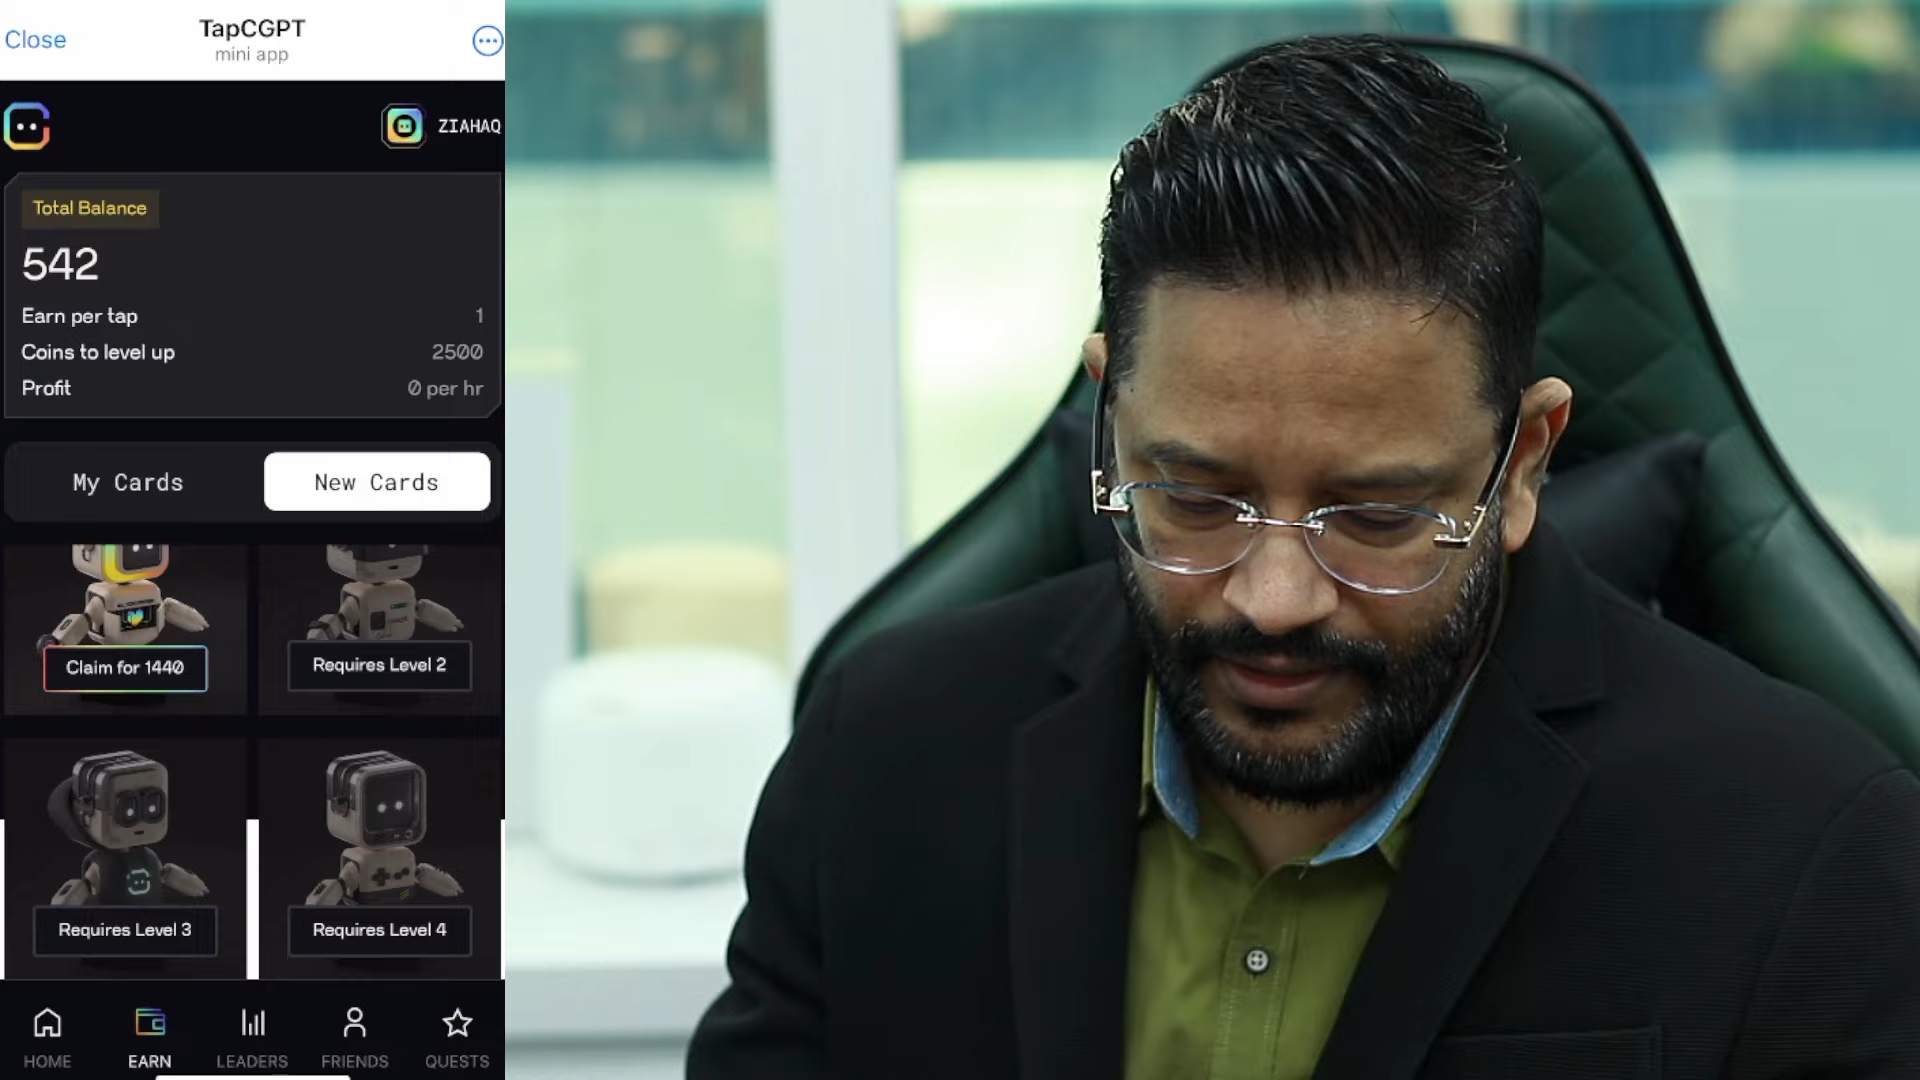 Close
TapCGPT
mini app
ZIAHAQ
Total Balance
542
Earn per tap 1
Coins to level up 2500
Profit 0 per hr
My Cards New Cards
Claim for 1440 Requires Level 2
Requires Level 3 Requires Level 4
HOME EARN LEADERS FRIENDS QUESTS